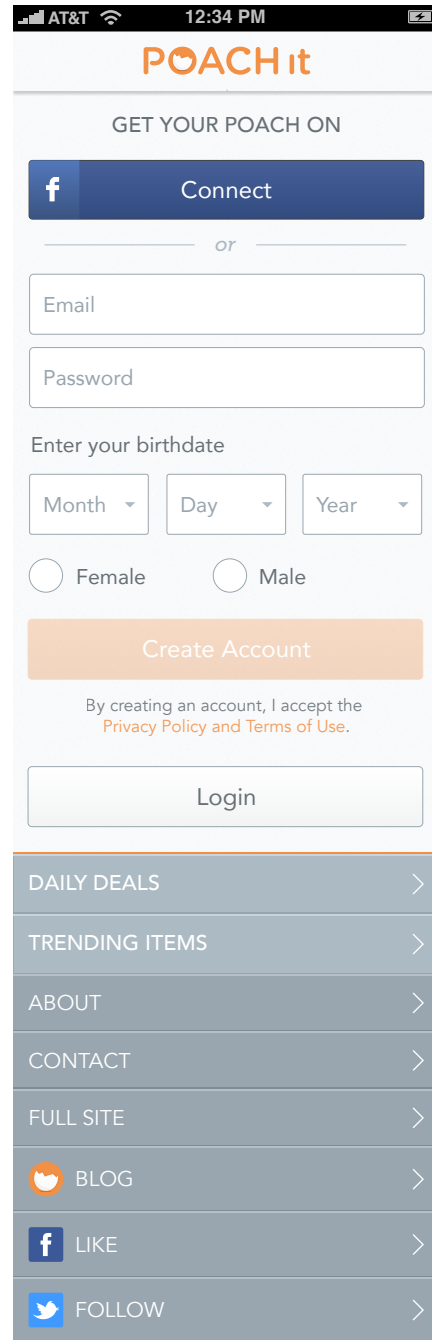 AT&T 12:34 PM
POACH it
GET YOUR POACH ON
f Connect
or
Email
Password
Enter your birthdate
Month Day Year
Female Male
Create Account
By creating an account, I accept the
Privacy Policy and Terms of Use.
Login
DAILY DEALS
TRENDING ITEMS
ABOUT
CONTACT
FULL SITE
BLOG
f LIKE
FOLLOW